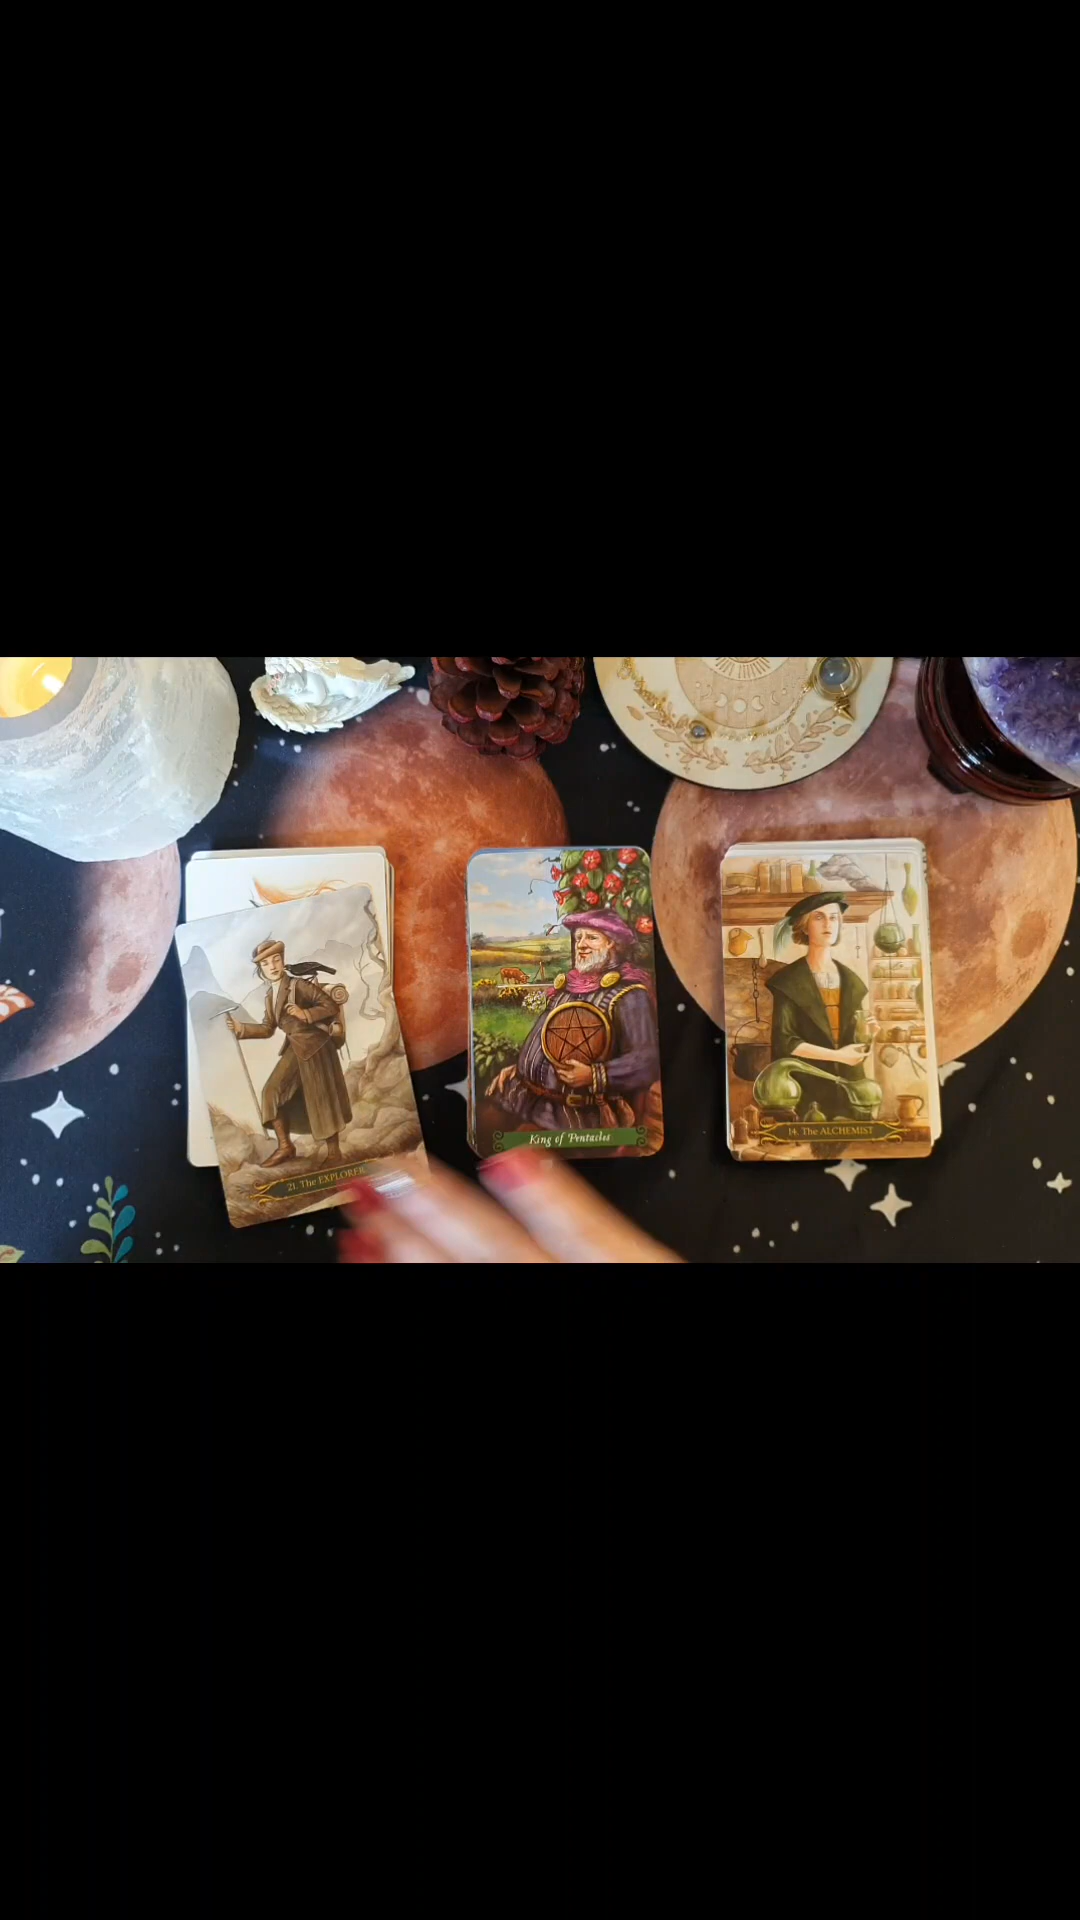 21. The EXPLORER
King of Pentacles
14. The ALCHEMIST